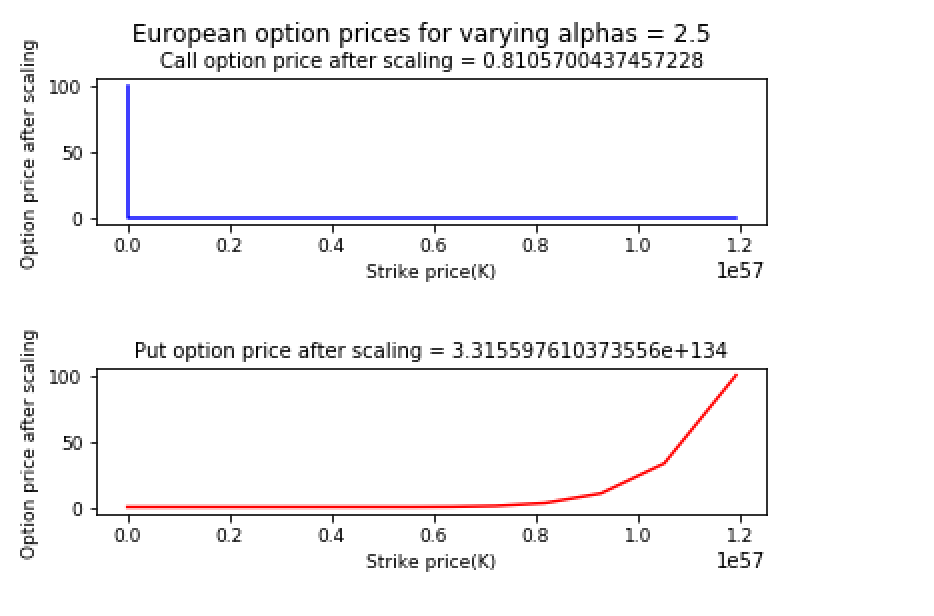 European option prices for varying alphas = 2.5
Call option price after scaling = 0.8105700437457228
Option price after scaling
100
50
0
0.0 0.2 0.4 0.6 0.8 1.0 1.2
Strike price(K)
1e57
Put option price after scaling = 3.315597610373556e+134
Option price after scaling
100
50
0
0.0 0.2 0.4 0.6 0.8 1.0 1.2
Strike price(K)
1e57